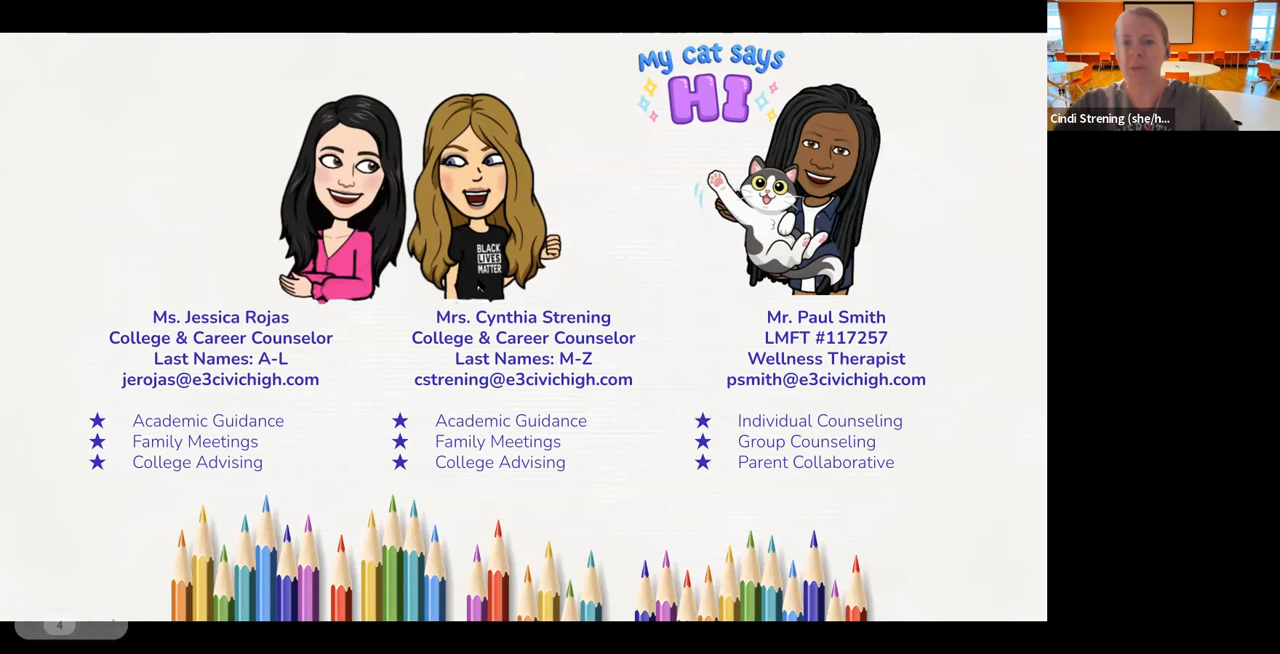 My cat says
HI
BLACK
LIVES
MATTER
Ms. Jessica Rojas
College & Career Counselor
Last Names: A-L
jerojas@e3civichigh.com
★ Academic Guidance
★ Family Meetings
★ College Advising
Mrs. Cynthia Strening
College & Career Counselor
Last Names: M-Z
cstrening@e3civichigh.com
★ Academic Guidance
★ Family Meetings
★ College Advising
Mr. Paul Smith
LMFT #117257
Wellness Therapist
psmith@e3civichigh.com
★ Individual Counseling
★ Group Counseling
★ Parent Collaborative
4
Cindi Strening (she/h...